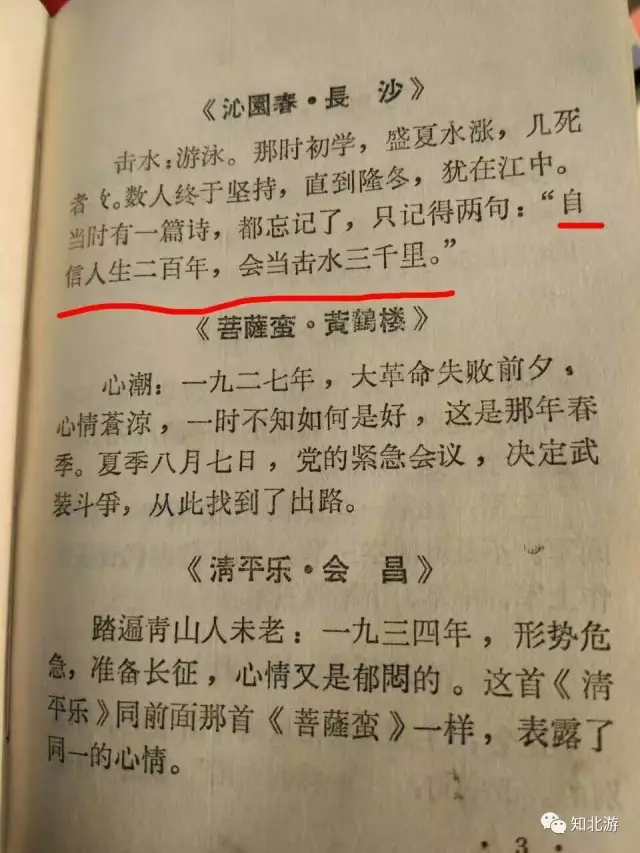 《沁園春·長　沙》
击水：游泳。那时初学，盛夏水涨，几死
者。数人终于坚持，直到隆冬，犹在江中。
当时有一篇诗，都忘记了，只记得两句：“自
信人生二百年，会当击水三千里。”
《菩薩蛮·黄鶴楼》
心潮：一九二七年，大革命失败前夕，
心情蒼涼，一时不知如何是好，这是那年春
季。夏季八月七日，党的紧急会议，决定武
装斗爭，从此找到了出路。
《清平乐·会　昌》
踏遍青山人未老：一九三四年，形势危
急，准备长征，心情又是郁悶的。这首《清
平乐》同前面那首《菩薩蛮》一样，表露了
同一的心情。
知北游
· 3 ·